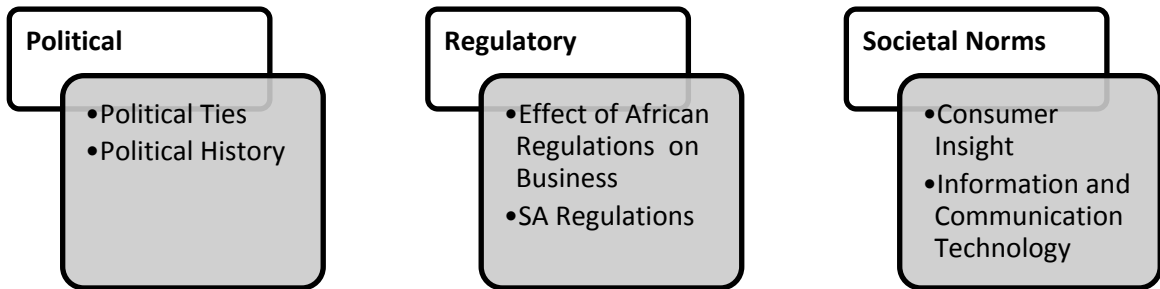 Political
•Political Ties
•Political History
Regulatory
•Effect of African
Regulations on
Business
•SA Regulations
Societal Norms
•Consumer
Insight
•Information and
Communication
Technology